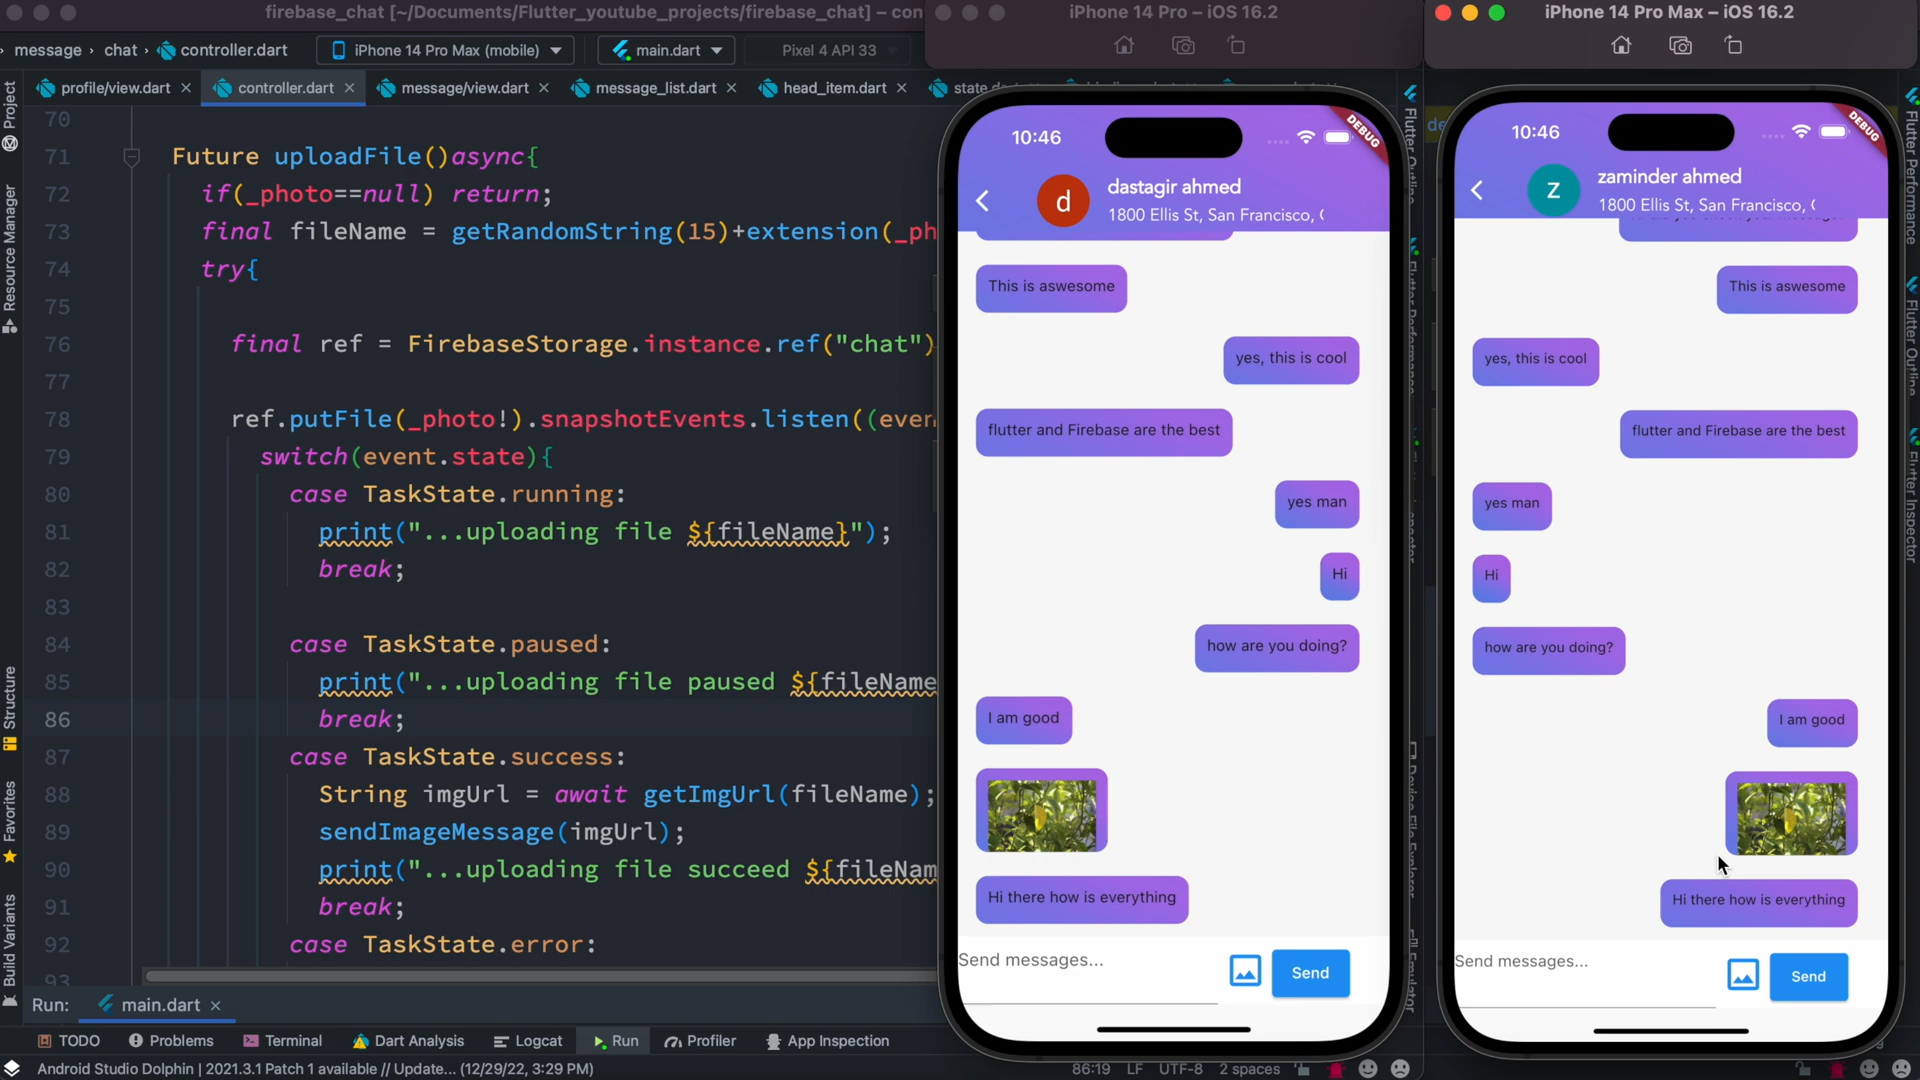 firebase_chat [~/Documents/Flutter_youtube_projects/firebase_chat] – con
message
chat
controller.dart
iPhone 14 Pro Max (mobile)
main.dart
Pixel 4 API 33
profile/view.dart
controller.dart
message/view.dart
message_list.dart
head_item.dart
Project
Resource Manager
Structure
Favorites
Build Variants
70
71 Future uploadFile()async{
72 if(_photo==null) return;
73 final fileName = getRandomString(15)+extension(_ph
74 try{
75
76 final ref = FirebaseStorage.instance.ref("chat")
77
78 ref.putFile(_photo!).snapshotEvents.listen((even
79 switch(event.state){
80 case TaskState.running:
81 print("...uploading file ${fileName}");
82 break;
83
84 case TaskState.paused:
85 print("...uploading file paused ${fileName
86 break;
87 case TaskState.success:
88 String imgUrl = await getImgUrl(fileName);
89 sendImageMessage(imgUrl);
90 print("...uploading file succeed ${fileNam
91 break;
92 case TaskState.error:
93
Run: main.dart
TODO
Problems
Terminal
Dart Analysis
Logcat
Run
Profiler
App Inspection
Android Studio Dolphin | 2021.3.1 Patch 1 available // Update... (12/29/22, 3:29 PM)
86:19 LF UTF-8 2 spaces
iPhone 14 Pro – iOS 16.2
10:46
DEBUG
d
dastagir ahmed
1800 Ellis St, San Francisco, C
This is aswesome
yes, this is cool
flutter and Firebase are the best
yes man
Hi
how are you doing?
I am good
Hi there how is everything
Send messages...
Send
iPhone 14 Pro Max – iOS 16.2
10:46
DEBUG
z
zaminder ahmed
1800 Ellis St, San Francisco, C
This is aswesome
yes, this is cool
flutter and Firebase are the best
yes man
Hi
how are you doing?
I am good
Hi there how is everything
Send messages...
Send
Flutter Performance
Flutter Outline
Flutter Inspector